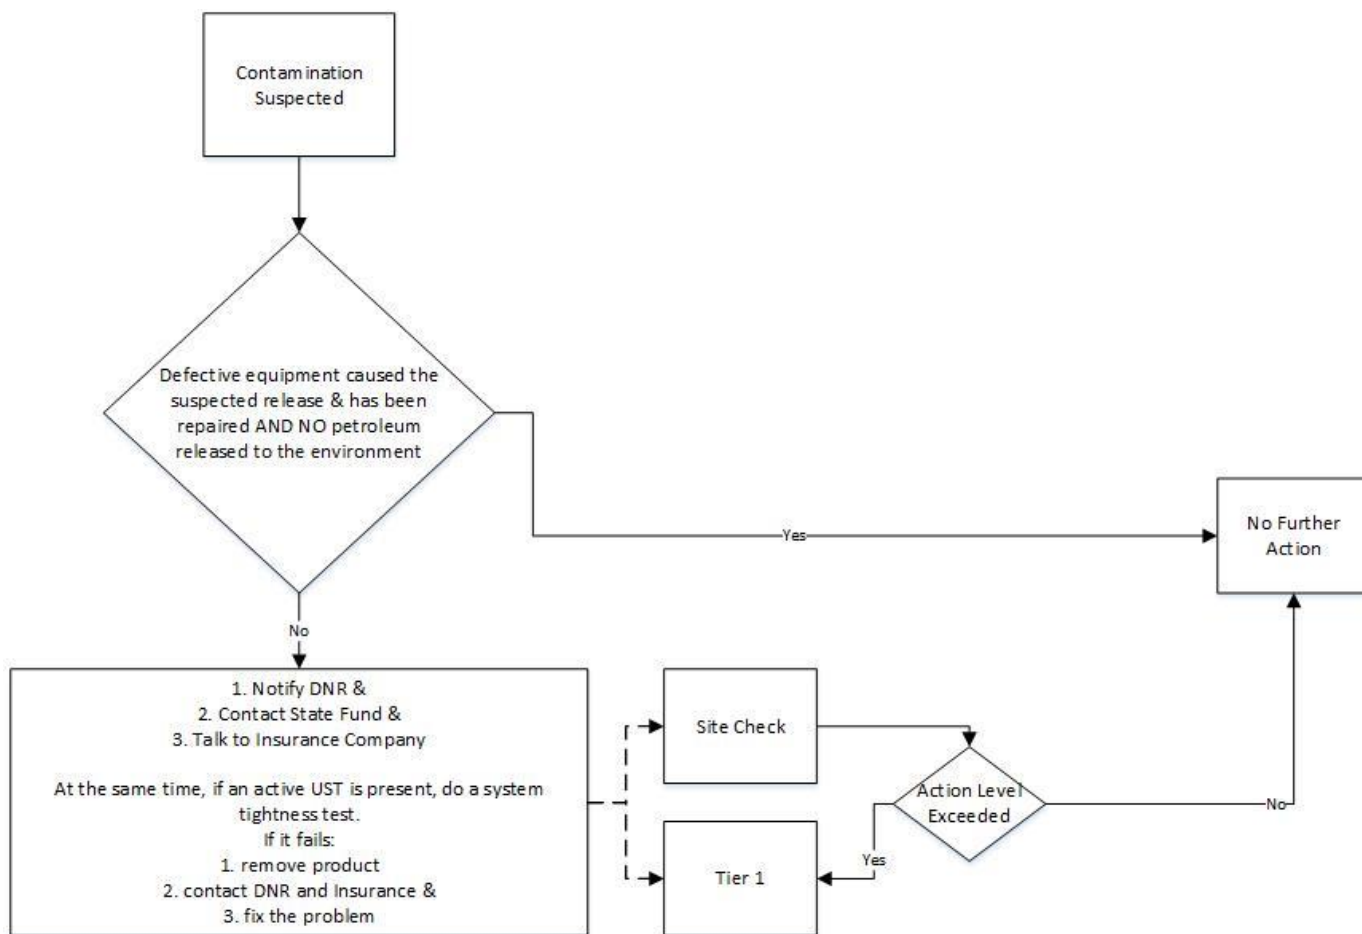 Contamination
Suspected
Defective equipment caused the
suspected release & has been
repaired AND NO petroleum
released to the environment
Yes
No Further
Action
No
1. Notify DNR &
2. Contact State Fund &
3. Talk to Insurance Company
At the same time, if an active UST is present, do a system
tightness test.
If it fails:
1. remove product
2. contact DNR and Insurance &
3. fix the problem
Site Check
Action Level
Exceeded
No
Yes
Tier 1